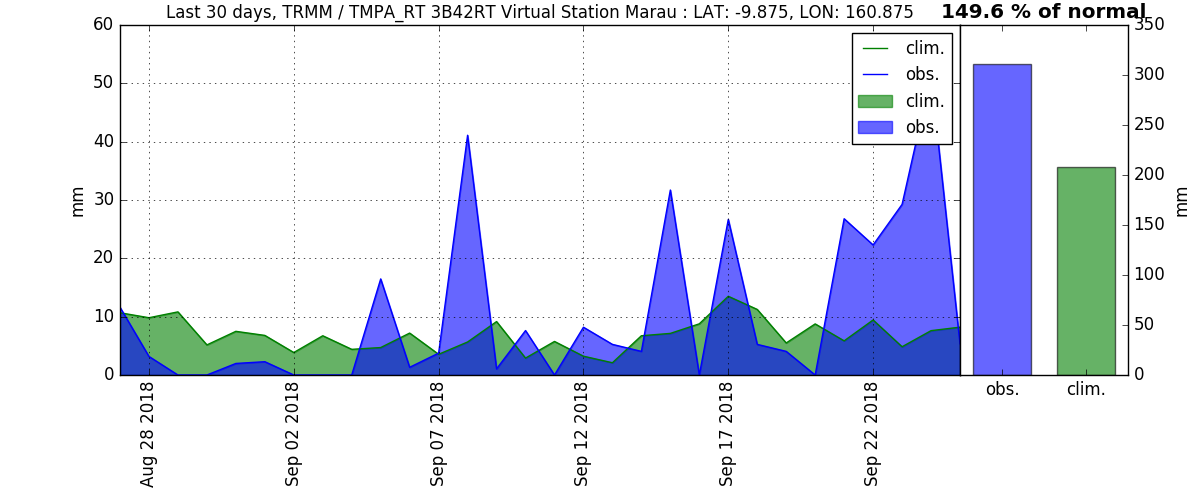 Last 30 days, TRMM / TMPA_RT 3B42RT Virtual Station Marau : LAT: -9.875, LON: 160.875
149.6 % of normal
60
50
40
30
20
10
0
mm
clim.
obs.
clim.
obs.
350
300
250
200
150
100
50
0
mm
obs.
clim.
Aug 28 2018
Sep 02 2018
Sep 07 2018
Sep 12 2018
Sep 17 2018
Sep 22 2018